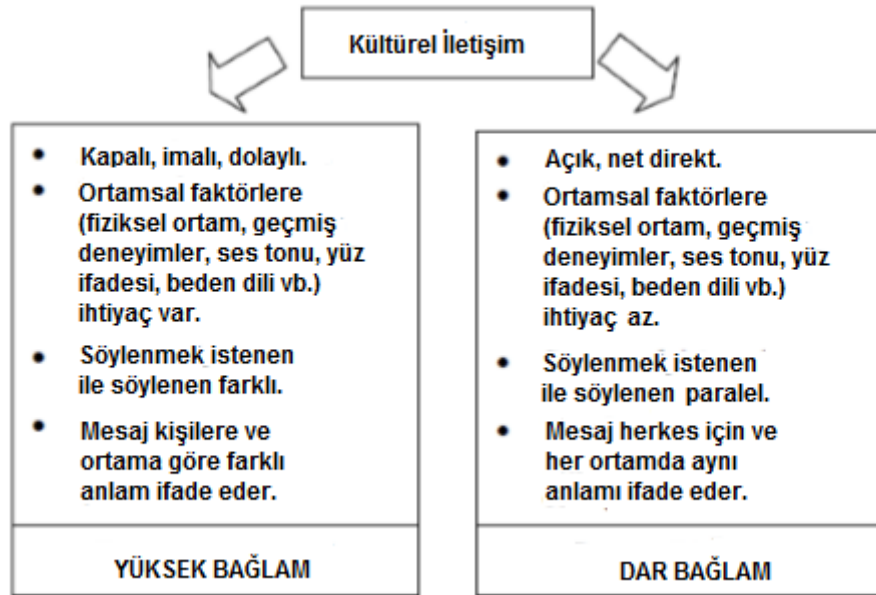 Kültürel İletişim
• Kapalı, imalı, dolaylı.
• Ortamsal faktörlere
(fiziksel ortam, geçmiş
deneyimler, ses tonu, yüz
ifadesi, beden dili vb.)
ihtiyaç var.
• Söylenmek istenen
ile söylenen farklı.
• Mesaj kişilere ve
ortama göre farklı
anlam ifade eder.
YÜKSEK BAĞLAM
• Açık, net direkt.
• Ortamsal faktörlere
(fiziksel ortam, geçmiş
deneyimler, ses tonu, yüz
ifadesi, beden dili vb.)
ihtiyaç az.
• Söylenmek istenen
ile söylenen paralel.
• Mesaj herkes için ve
her ortamda aynı
anlamı ifade eder.
DAR BAĞLAM